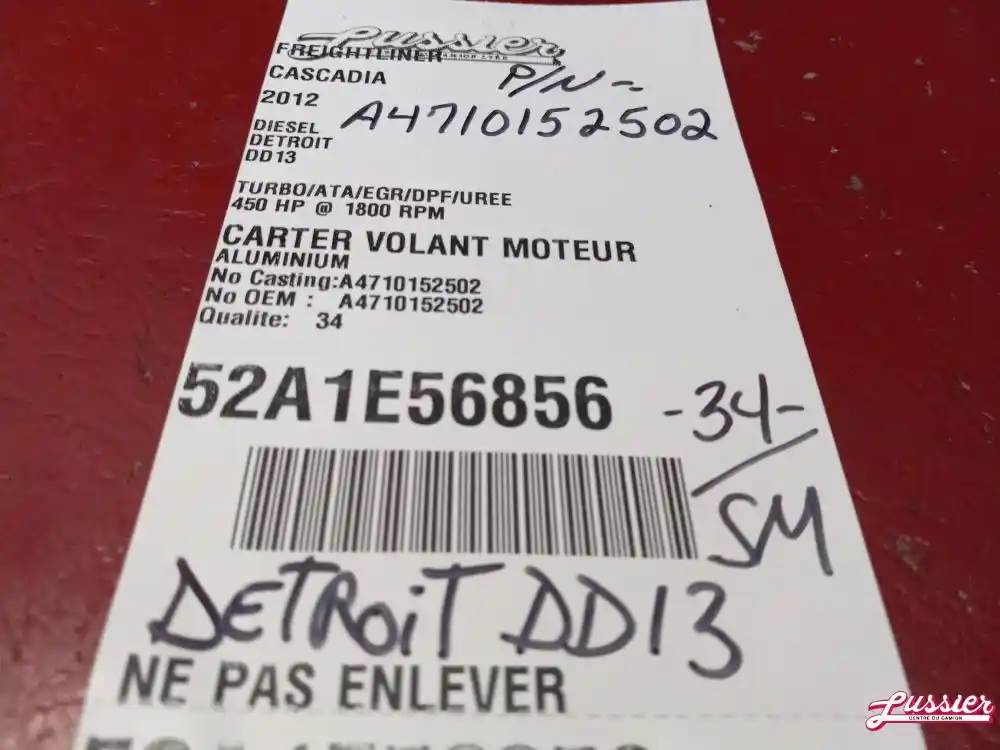 Lussier
FREIGHTLINER
CASCADIA
P/N-
2012
A4710152502
DIESEL
DETROIT
DD13
TURBO/ATA/EGR/DPF/UREE
450 HP @ 1800 RPM
CARTER VOLANT MOTEUR
ALUMINIUM
No Casting:A4710152502
No OEM : A4710152502
Qualite: 34
52A1E56856
-34-
SM
DETROiT DD13
NE PAS ENLEVER
Lussier
CENTRE DU CAMION